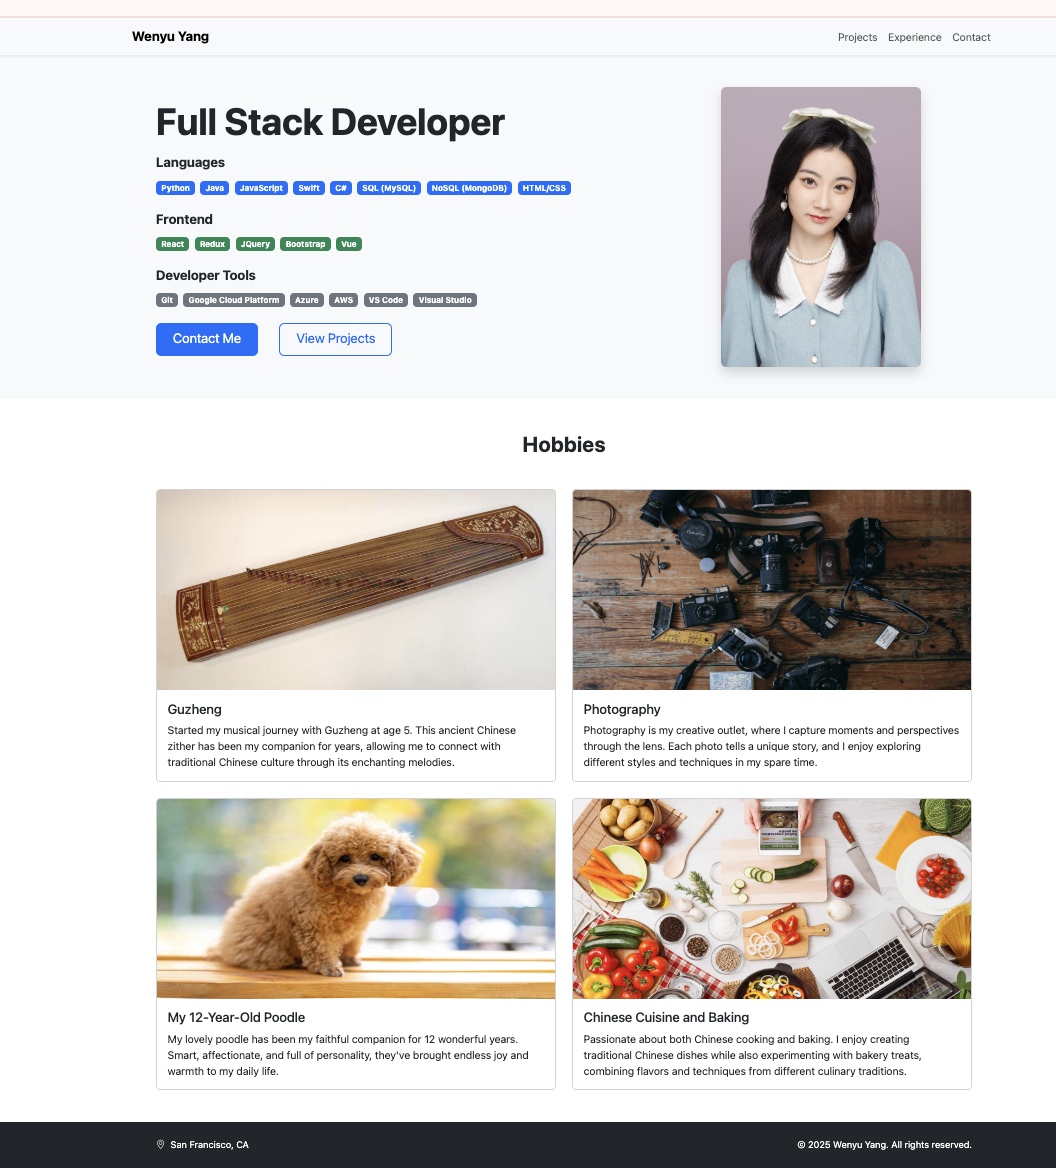 Wenyu Yang
Projects Experience Contact
Full Stack Developer
Languages
Python Java JavaScript Swift C# SQL (MySQL) NoSQL (MongoDB) HTML/CSS
Frontend
React Redux JQuery Bootstrap Vue
Developer Tools
Git Google Cloud Platform Azure AWS VS Code Visual Studio
Contact Me View Projects
Hobbies
Guzheng
Started my musical journey with Guzheng at age 5. This ancient Chinese
zither has been my companion for years, allowing me to connect with
traditional Chinese culture through its enchanting melodies.
Photography
Photography is my creative outlet, where I capture moments and perspectives
through the lens. Each photo tells a unique story, and I enjoy exploring
different styles and techniques in my spare time.
My 12-Year-Old Poodle
My lovely poodle has been my faithful companion for 12 wonderful years.
Smart, affectionate, and full of personality, they've brought endless joy and
warmth to my daily life.
Chinese Cuisine and Baking
Passionate about both Chinese cooking and baking. I enjoy creating
traditional Chinese dishes while also experimenting with bakery treats,
combining flavors and techniques from different culinary traditions.
San Francisco, CA
© 2025 Wenyu Yang. All rights reserved.